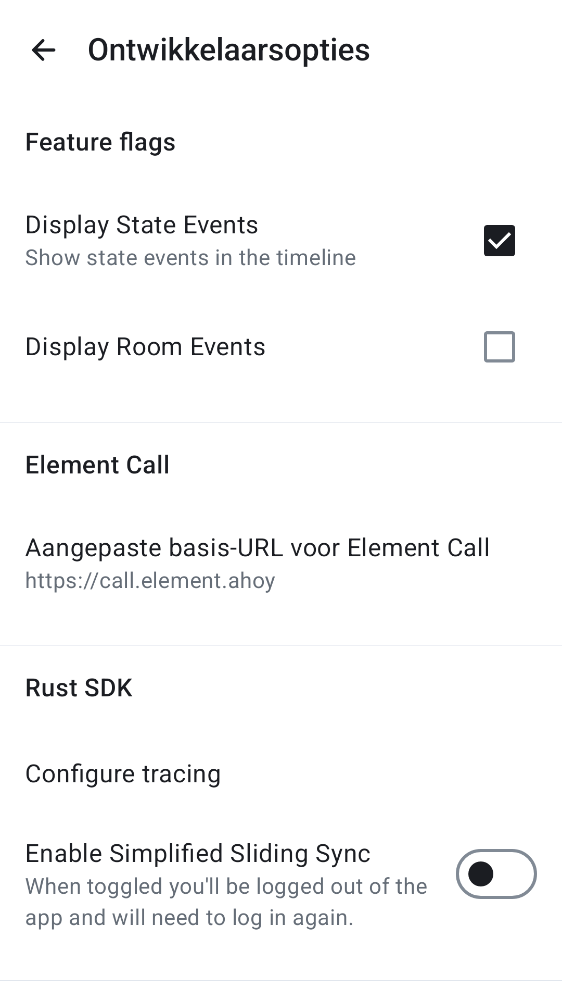 Ontwikkelaarsopties
Feature flags
Display State Events
Show state events in the timeline
Display Room Events
Element Call
Aangepaste basis-URL voor Element Call
https://call.element.ahoy
Rust SDK
Configure tracing
Enable Simplified Sliding Sync
When toggled you'll be logged out of the
app and will need to log in again.